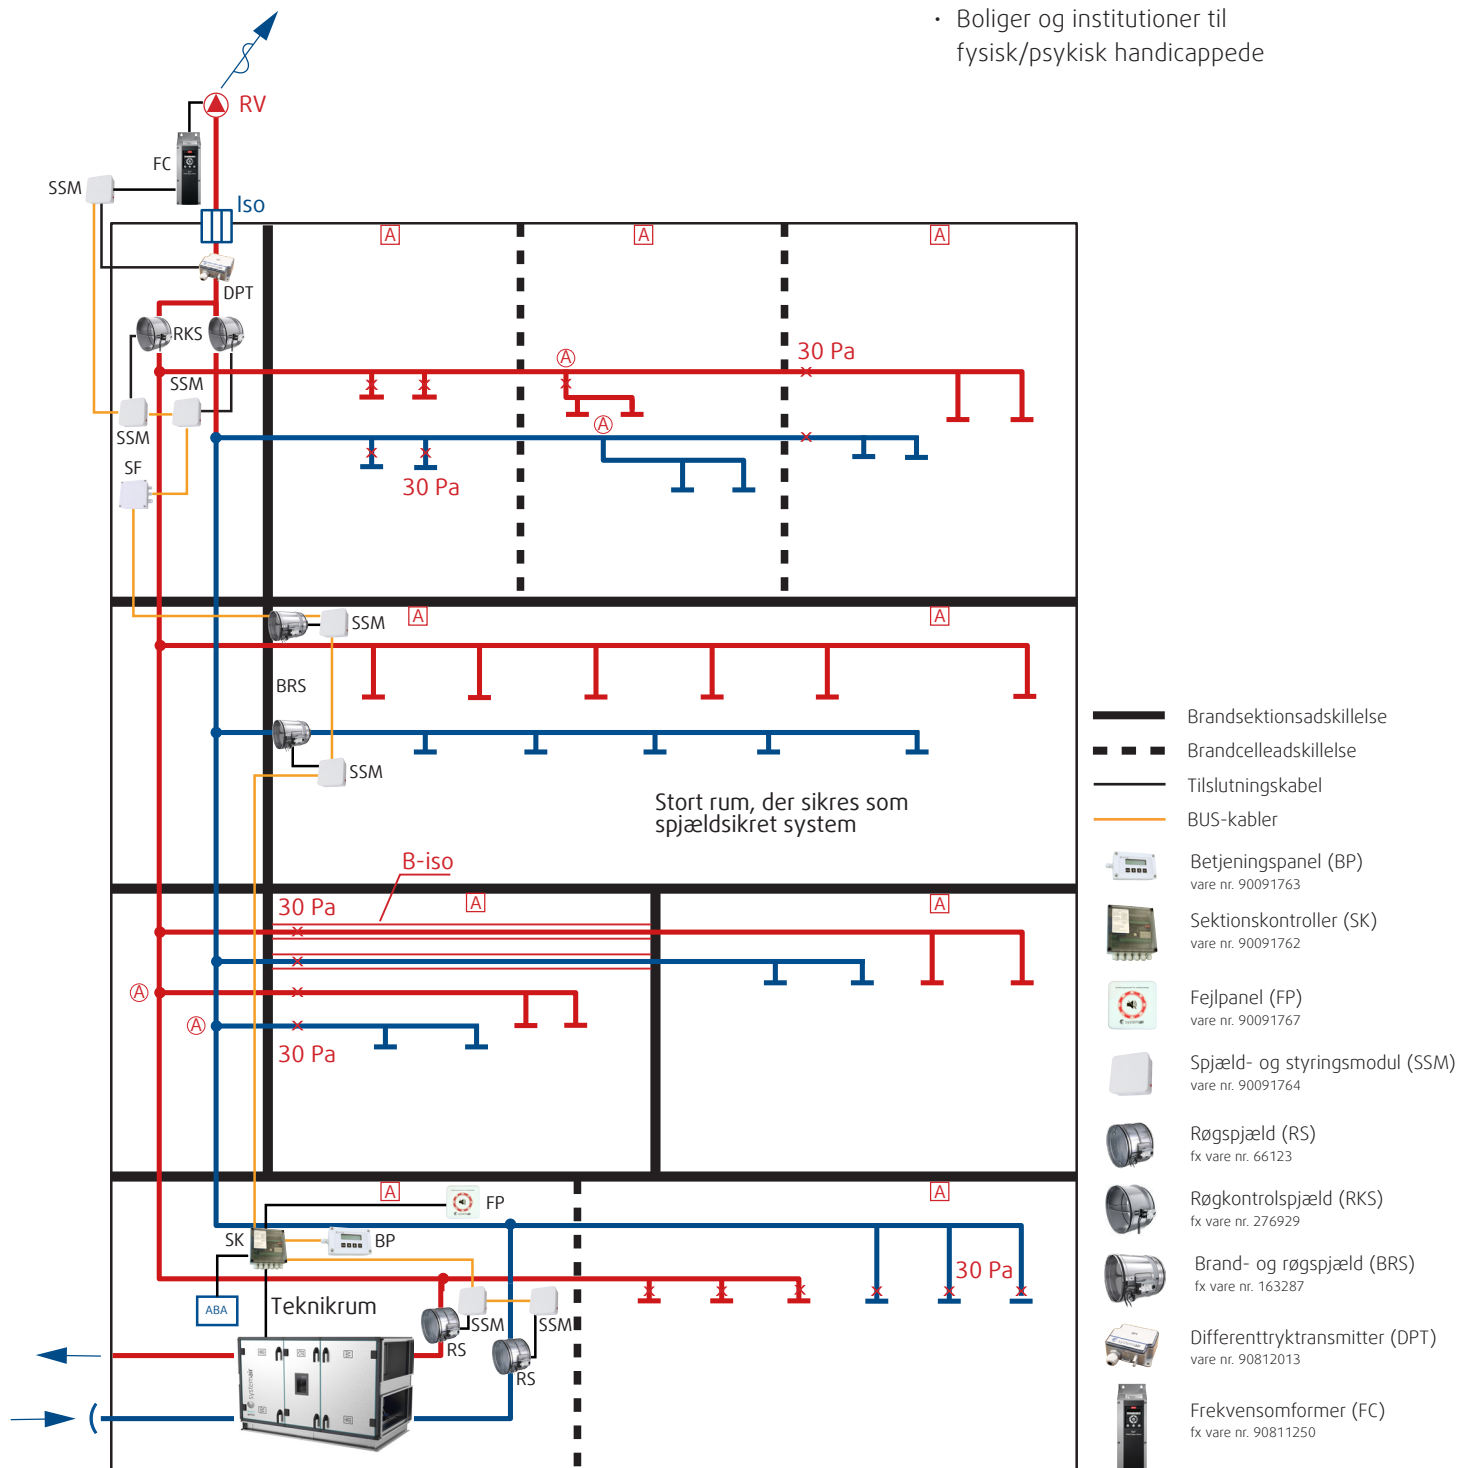 • Boliger og institutioner til
fysisk/psykisk handicappede
RV
FC
SSM
Iso
A
A
A
DPT
RKS
SSM
SSM
SF
30 Pa
A
A
30 Pa
SSM
A
A
BRS
SSM
Stort rum, der sikres som
spjældsikret system
B-iso
30 Pa
A
A
A
A
30 Pa
A
A
FP
SK
BP
30 Pa
ABA
Teknikrum
SSM
SSM
RS
RS
systemair
Brandsektionsadskillelse
Brandcelleadskillelse
Tilslutningskabel
BUS-kabler
Betjeningspanel (BP)
vare nr. 90091763
Sektionskontroller (SK)
vare nr. 90091762
Fejlpanel (FP)
vare nr. 90091767
Spjæld- og styringsmodul (SSM)
vare nr. 90091764
Røgspjæld (RS)
fx vare nr. 66123
Røgkontrolspjæld (RKS)
fx vare nr. 276929
Brand- og røgspjæld (BRS)
fx vare nr. 163287
Differenttryktransmitter (DPT)
vare nr. 90812013
Frekvensomformer (FC)
fx vare nr. 90811250